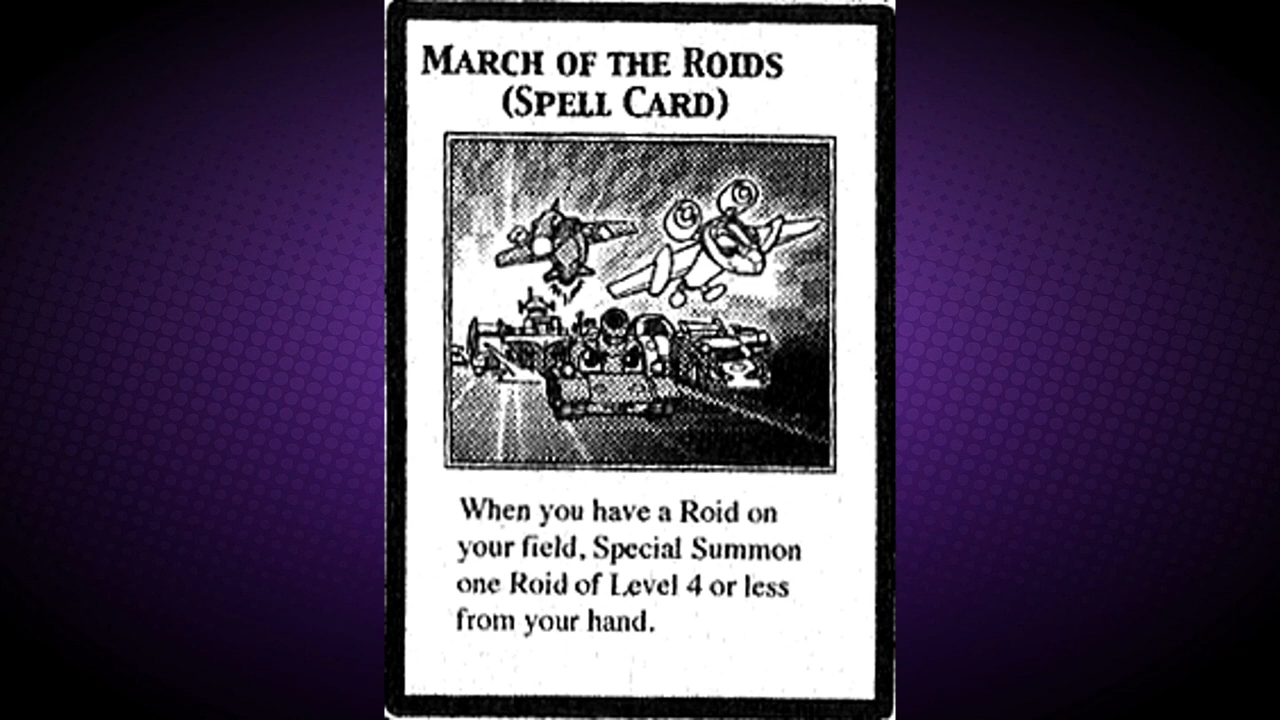 MARCH OF THE ROIDS
(SPELL CARD)
When you have a Roid on
your field, Special Summon
one Roid of Level 4 or less
from your hand.